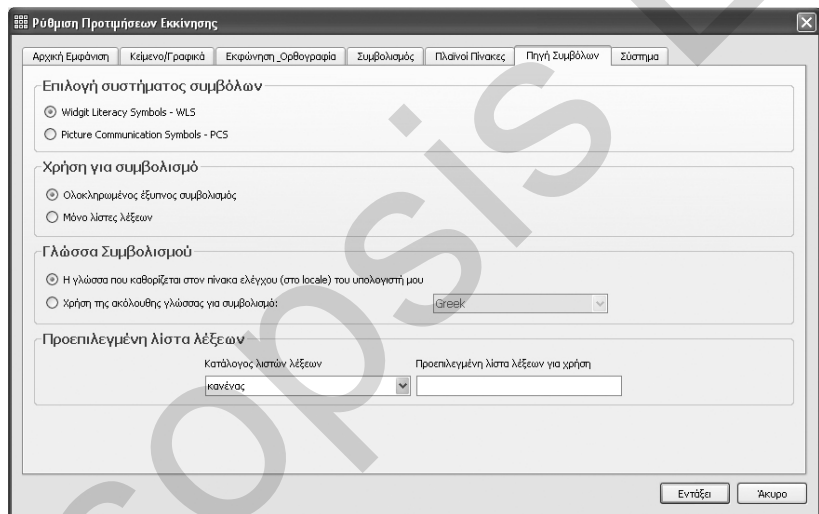 Ρύθμιση Προτιμήσεων Εκκίνησης
Αρχική Εμφάνιση Κείμενο/Γραφικά Εκφώνηση_Ορθογραφία Συμβολισμός Πλαϊνοί Πίνακες Πηγή Συμβόλων Σύστημα
Επιλογή συστήματος συμβόλων
Widgit Literacy Symbols - WLS
Picture Communication Symbols - PCS
Χρήση για συμβολισμό
Ολοκληρωμένος έξυπνος συμβολισμός
Μόνο λίστες λέξεων
Γλώσσα Συμβολισμού
Η γλώσσα που καθορίζεται στον πίνακα ελέγχου (στο locale) του υπολογιστή μου
Χρήση της ακόλουθης γλώσσας για συμβολισμό: Greek
Προεπιλεγμένη λίστα λέξεων
Κατάλογος λιστών λέξεων Προεπιλεγμένη λίστα λέξεων για χρήση
κανένας
Εντάξει Άκυρο